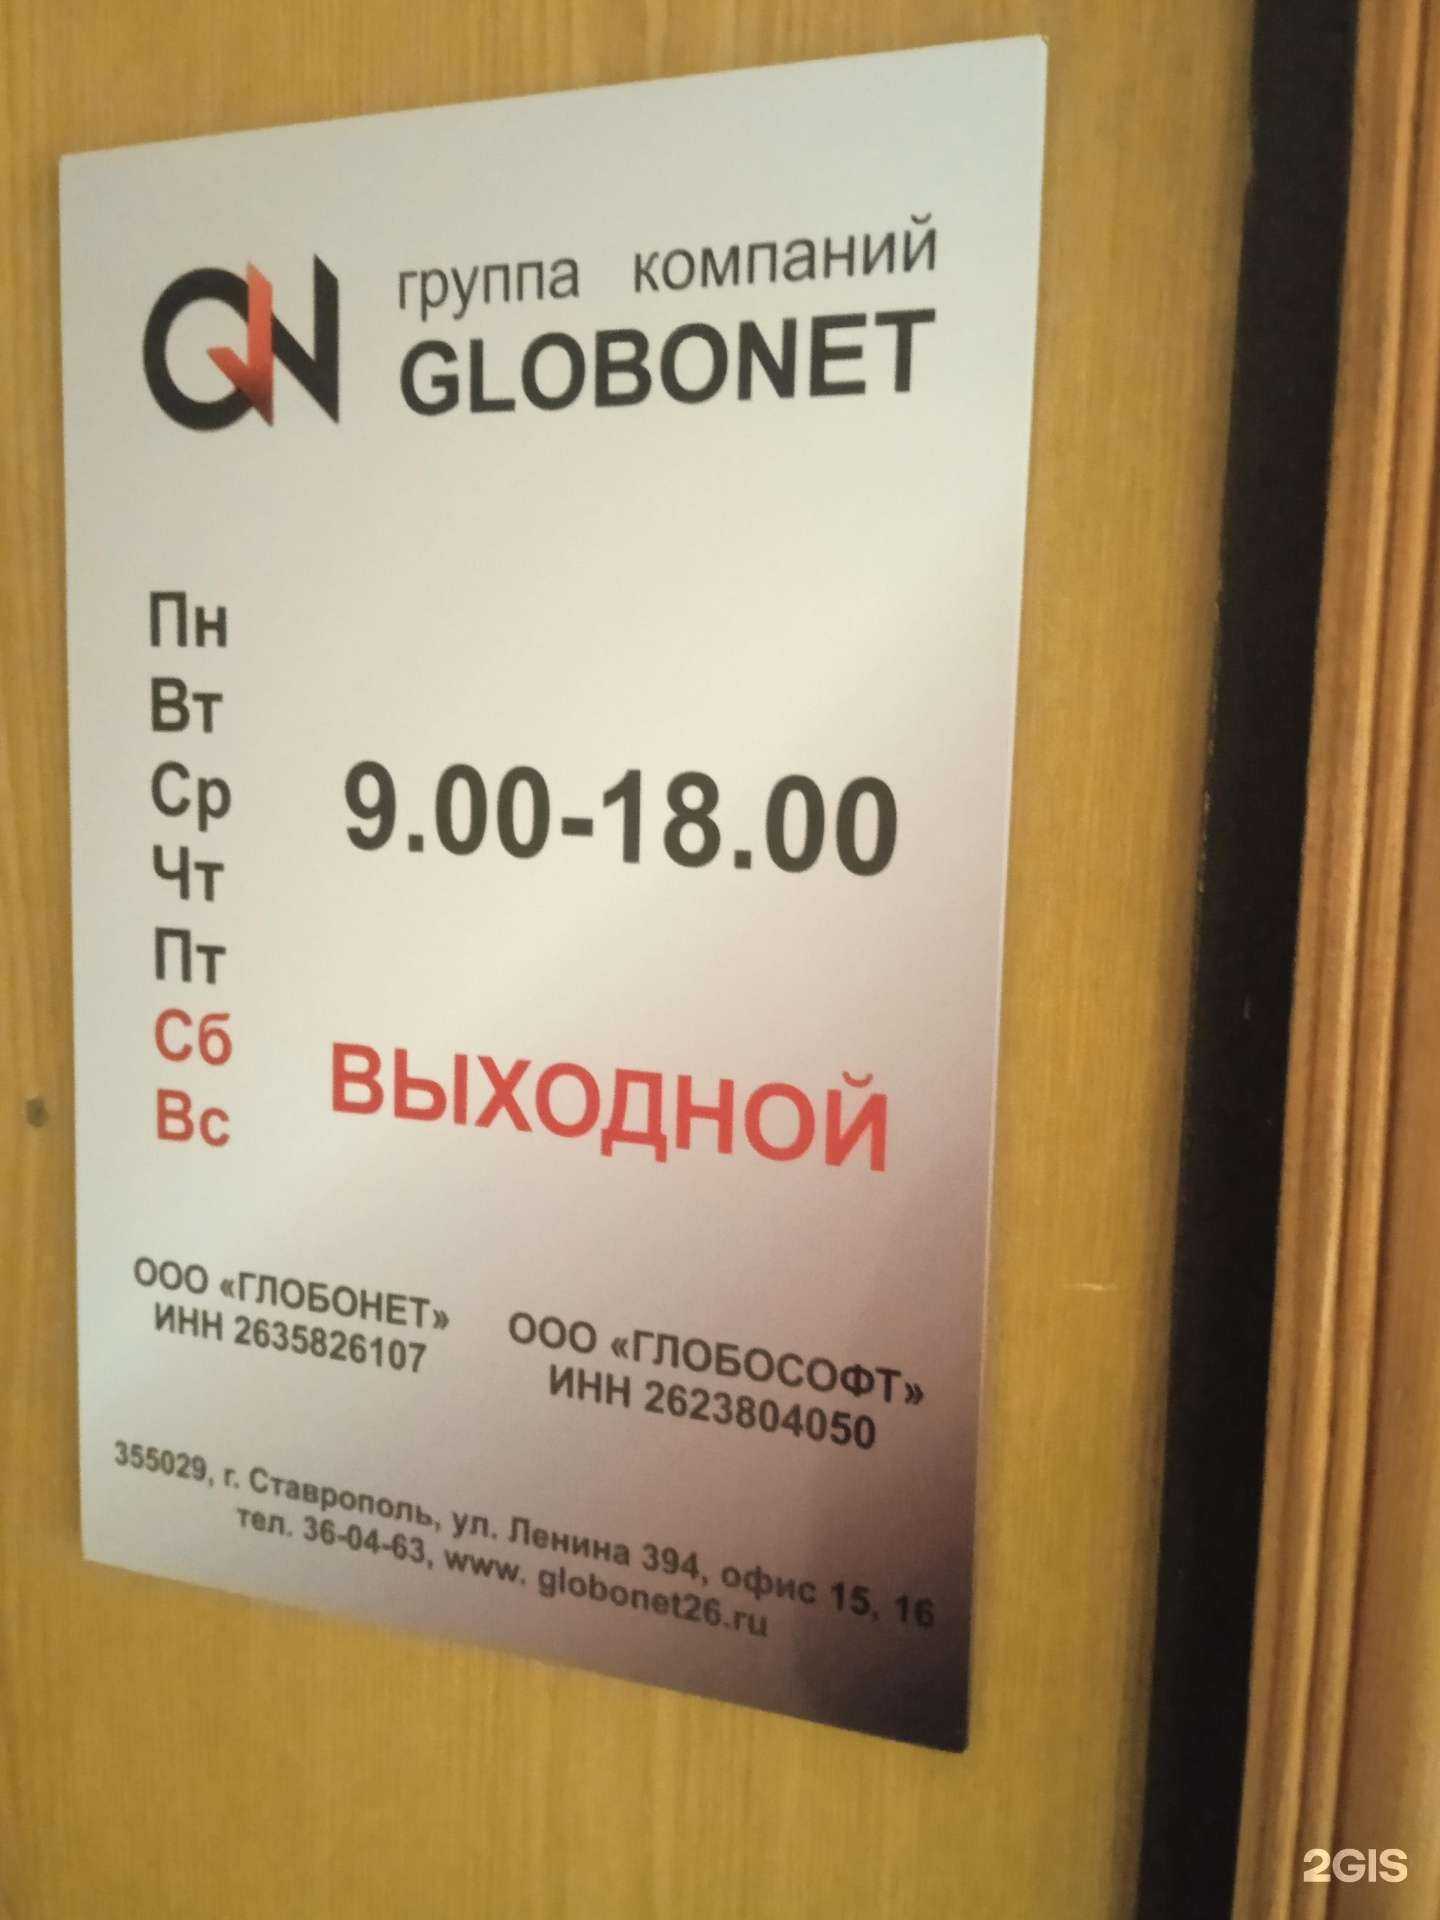 группа компаний
GLOBONET
Пн
Вт
Ср
Чт
Пт
9.00-18.00
Сб
Вс
ВЫХОДНОЙ
ООО «ГЛОБОНЕТ»
ИНН 2635826107
ООО «ГЛОБОСОФТ»
ИНН 2623804050
355029, г. Ставрополь, ул. Ленина 394, офис 15, 16
тел. 36-04-63, www. globonet26.ru
2GIS